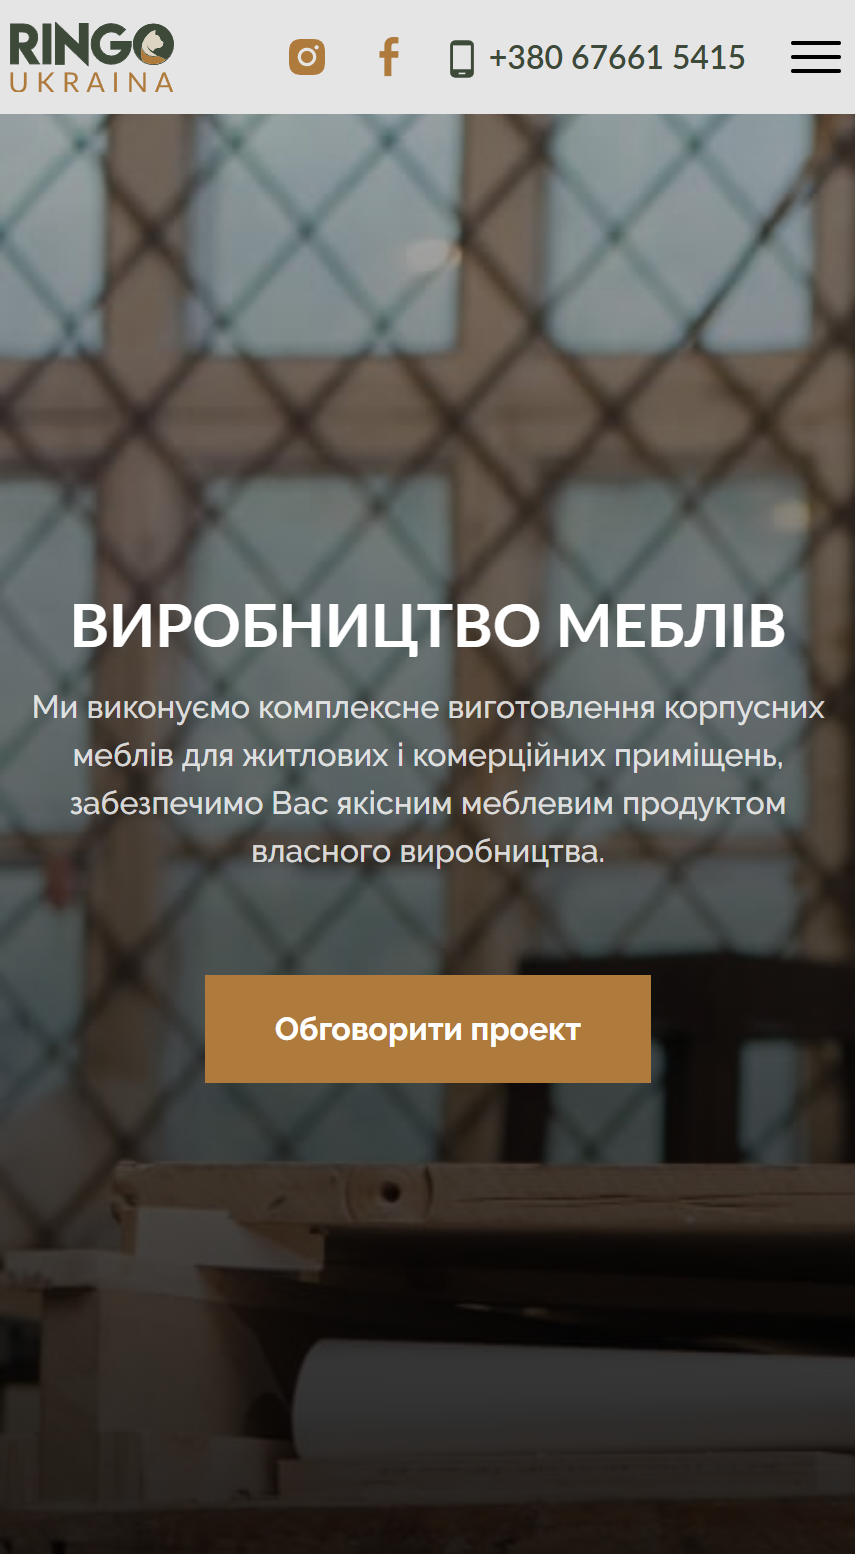 RINGO
UKRAINA
+380 67661 5415
ВИРОБНИЦТВО МЕБЛІВ
Ми виконуємо комплексне виготовлення корпусних
меблів для житлових і комерційних приміщень,
забезпечимо Вас якісним меблевим продуктом
власного виробництва.
Обговорити проект